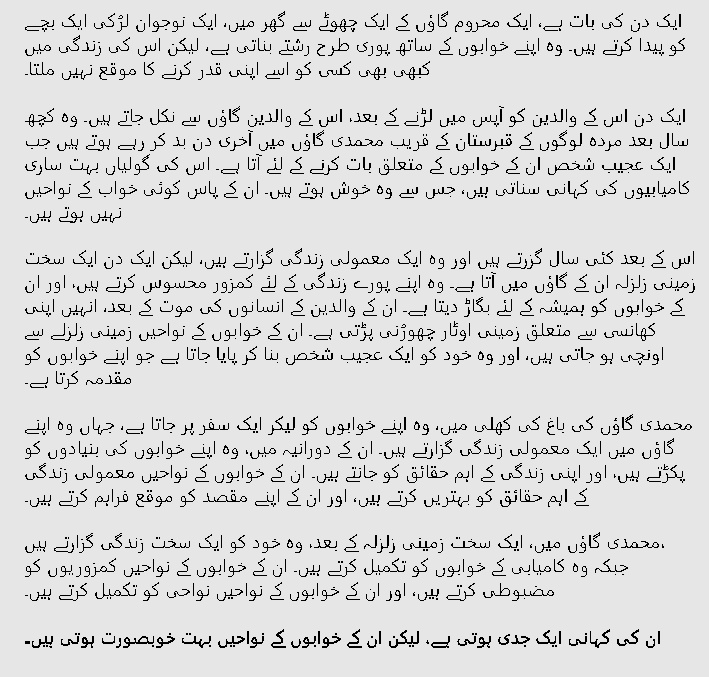 ایک دن کی بات ہے، ایک محروم گاؤں کے ایک چھوٹے سے گھر میں، ایک نوجوان لڑکی ایک بچے
کو پیدا کرتے ہیں۔ وہ اپنے خوابوں کے ساتھ پوری طرح رشتے بناتی ہے، لیکن اس کی زندگی میں
کبھی بھی کسی کو اسے اپنی قدر کرنے کا موقع نہیں ملتا۔
ایک دن اس کے والدین کو آپس میں لڑنے کے بعد، اس کے والدین گاؤں سے نکل جاتے ہیں۔ وہ کچھ
سال بعد مردہ لوگوں کے قبرستان کے قریب محمدی گاؤں میں آخری دن بد کر رہے ہوتے ہیں جب
ایک عجیب شخص ان کے خوابوں کے متعلق بات کرنے کے لئے آتا ہے۔ اس کی گولیاں بہت ساری
کامیابیوں کی کہانی سناتی ہیں، جس سے وہ خوش ہوتے ہیں۔ ان کے پاس کوئی خواب کے نواحیں
نہیں ہوتے ہیں۔
اس کے بعد کئی سال گزرتے ہیں اور وہ ایک معمولی زندگی گزارتے ہیں، لیکن ایک دن ایک سخت
زمینی زلزلہ ان کے گاؤں میں آتا ہے۔ وہ اپنے پورے زندگی کے لئے کمزور محسوس کرتے ہیں، اور ان
کے خوابوں کو ہمیشہ کے لئے بگاڑ دیتا ہے۔ ان کے والدین کے انسانوں کی موت کے بعد، انہیں اپنی
کھانسی سے متعلق زمینی اوٹار چھوڑنی پڑتی ہے۔ ان کے خوابوں کے نواحیں زمینی زلزلے سے
اونچی ہو جاتی ہیں، اور وہ خود کو ایک عجیب شخص بنا کر پایا جاتا ہے جو اپنے خوابوں کو
مقدمہ کرتا ہے۔
محمدی گاؤں کی باغ کی کھلی میں، وہ اپنے خوابوں کو لیکر ایک سفر پر جاتا ہے، جہاں وہ اپنے
گاؤں میں ایک معمولی زندگی گزارتے ہیں۔ ان کے دورانیہ میں، وہ اپنے خوابوں کی بنیادوں کو
پکڑتے ہیں، اور اپنی زندگی کے اہم حقائق کو جانتے ہیں۔ ان کے خوابوں کے نواحیں معمولی زندگی
کے اہم حقائق کو بہتریں کرتے ہیں، اور ان کے اپنے مقصد کو موقع فراہم کرتے ہیں۔
محمدی گاؤں میں، ایک سخت زمینی زلزلہ کے بعد، وہ خود کو ایک سخت زندگی گزارتے ہیں،
جبکہ وہ کامیابی کے خوابوں کو تکمیل کرتے ہیں۔ ان کے خوابوں کے نواحیں کمزوریوں کو
مضبوطی کرتے ہیں، اور ان کے خوابوں کے نواحیں نواحی کو تکمیل کرتے ہیں۔
ان کی کہانی ایک جدی ہوتی ہے، لیکن ان کے خوابوں کے نواحیں بہت خوبصورت ہوتی ہیں۔